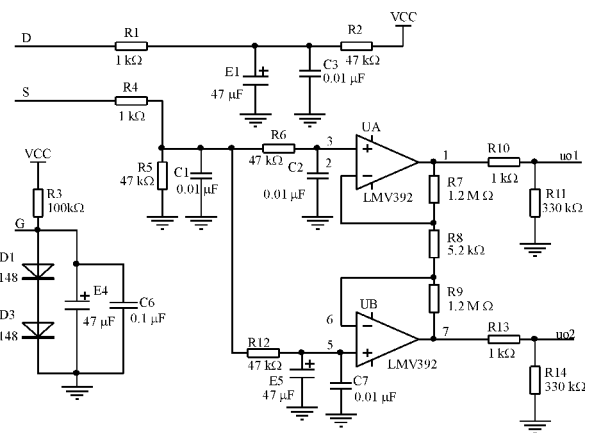 VCC
D
R1
1 kΩ
R2
47 kΩ
E1
47 μF
C3
0.01 μF
S
R4
1 kΩ
R6
47 kΩ
3
UA
1
R10
1 kΩ
uo1
R5
47 kΩ
C1
0.01 μF
C2
0.01 μF
2
LMV392
R7
1.2 M Ω
R11
330 kΩ
VCC
R3
100kΩ
G
R8
5.2 kΩ
D1
148
E4
47 μF
C6
0.1 μF
D3
148
R9
1.2 M Ω
6
UB
7
R13
1 kΩ
uo2
R12
47 kΩ
5
LMV392
E5
47 μF
C7
0.01 μF
R14
330 kΩ